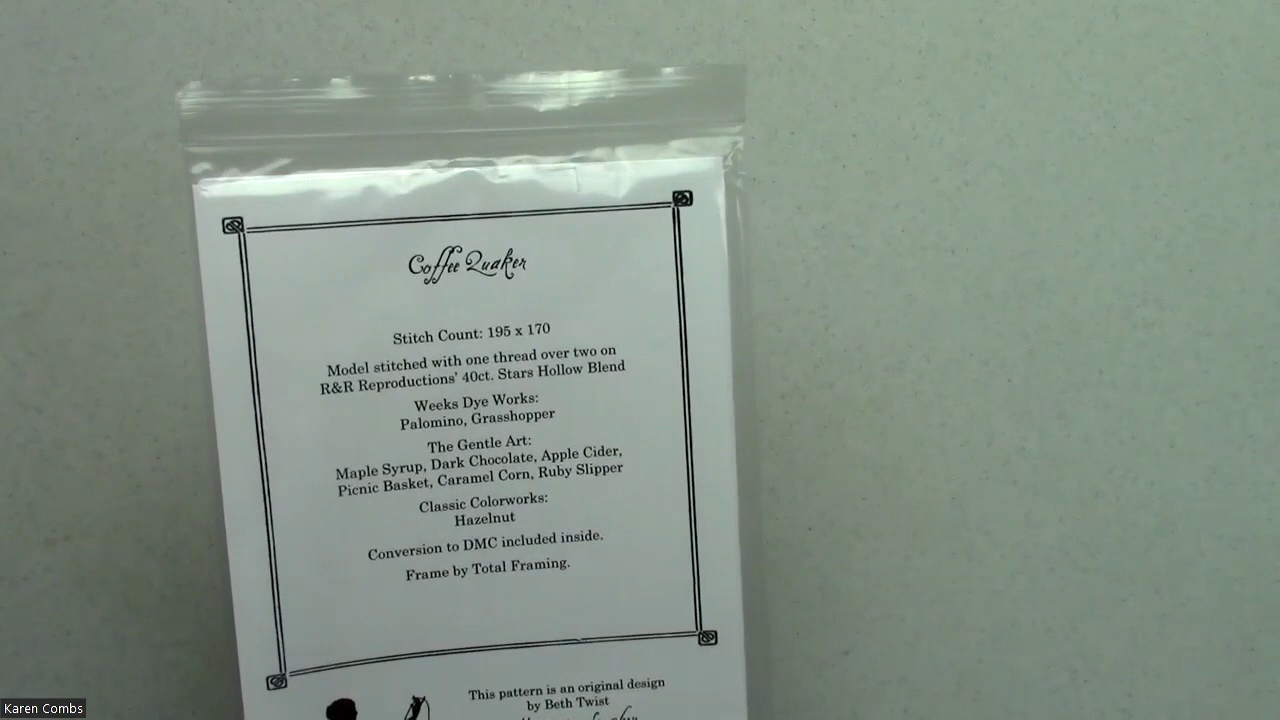 Coffee Quaker
Stitch Count: 195 x 170
Model stitched with one thread over two on
R&R Reproductions' 40ct. Stars Hollow Blend
Weeks Dye Works:
Palomino, Grasshopper
The Gentle Art:
Maple Syrup, Dark Chocolate, Apple Cider,
Picnic Basket, Caramel Corn, Ruby Slipper
Classic Colorworks:
Hazelnut
Conversion to DMC included inside.
Frame by Total Framing.
This pattern is an original design
by Beth Twist
Karen Combs